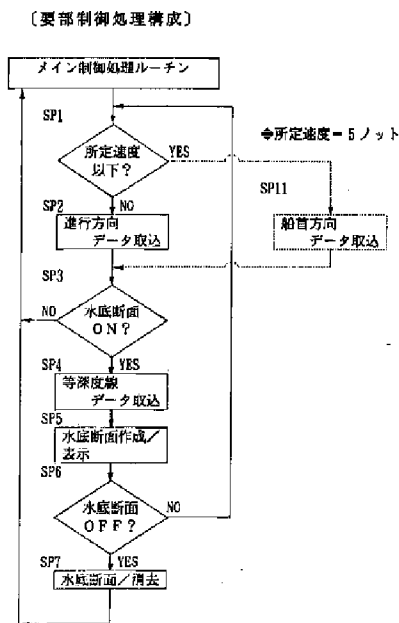 〔要部制御処理構成〕
メイン制御処理ルーチン
SP1
所定速度
以下?
YES
◆所定速度=5ノット
SP11
SP2
NO
進行方向
データ取込
船首方向
データ取込
SP3
NO
水底断面
ON?
SP4
YES
等深度線
データ取込
SP5
水底断面作成/
表示
SP6
NO
水底断面
OFF?
SP7
YES
水底断面/消去